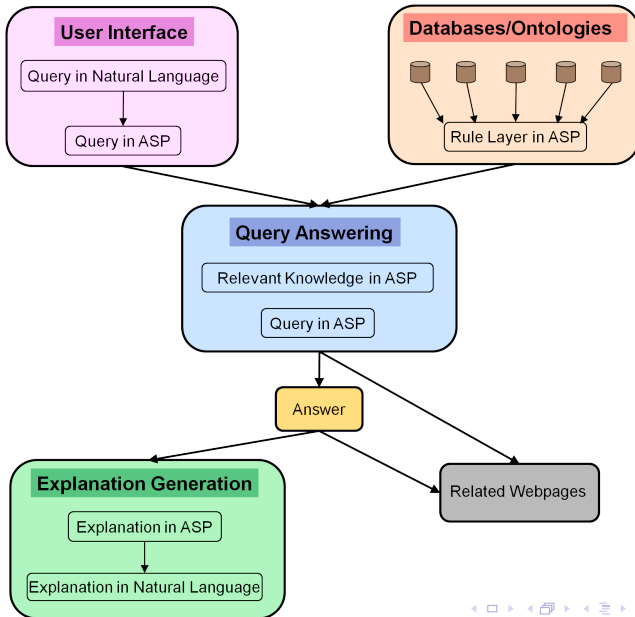 User Interface
Query in Natural Language
Query in ASP
Databases/Ontologies
Rule Layer in ASP
Query Answering
Relevant Knowledge in ASP
Query in ASP
Answer
Explanation Generation
Explanation in ASP
Explanation in Natural Language
Related Webpages